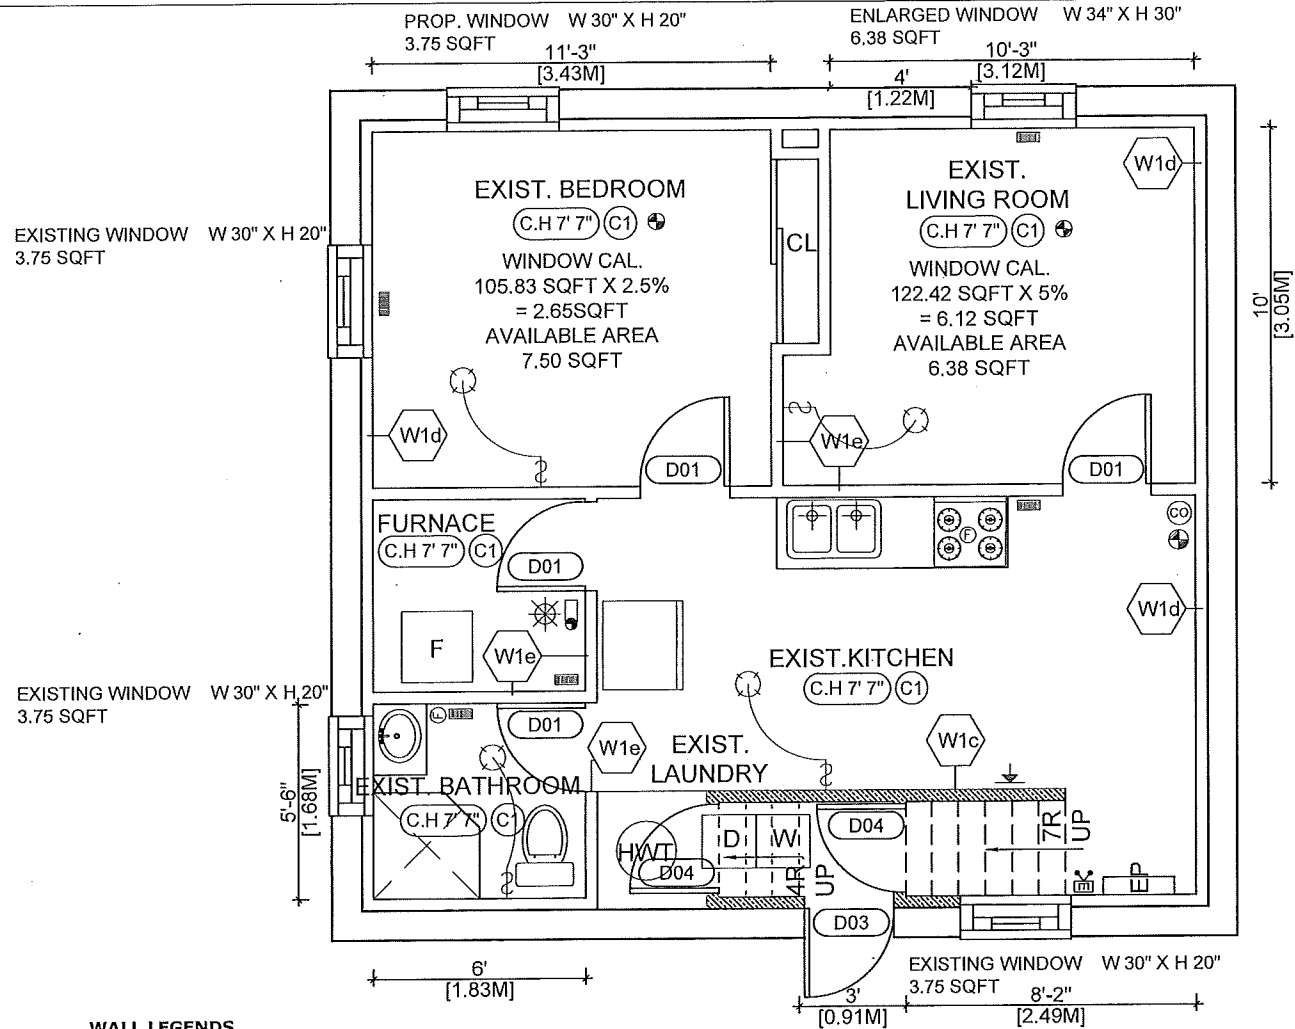 PROP. WINDOW W 30" X H 20"
3.75 SQFT
ENLARGED WINDOW W 34" X H 30"
6.38 SQFT
11'-3"
[3.43M]
10'-3"
[3.12M]
4'
[1.22M]
EXIST. BEDROOM
C.H 7' 7" C1
WINDOW CAL.
105.83 SQFT X 2.5%
= 2.65SQFT
AVAILABLE AREA
7.50 SQFT
CL
EXIST.
LIVING ROOM
C.H 7' 7" C1
WINDOW CAL.
122.42 SQFT X 5%
= 6.12 SQFT
AVAILABLE AREA
6.38 SQFT
W1d
EXISTING WINDOW W 30" X H 20"
3.75 SQFT
10'
[3.05M]
W1d
W1e
D01
D01
FURNACE
C.H 7' 7" C1
D01
F
CO
F
W1e
W1d
EXIST.KITCHEN
C.H 7' 7" C1
EXISTING WINDOW W 30" X H 20"
3.75 SQFT
F
D01
W1e
EXIST.
LAUNDRY
W1c
5'-6"
[1.68M]
EXIST. BATHROOM
C.H 7' 7" C1
HWT
D W
D04
D04
4R
UP
7R
UP
EX
EP
D03
6'
[1.83M]
EXISTING WINDOW W 30" X H 20"
3.75 SQFT
3'
[0.91M]
8'-2"
[2.49M]
WALL LEGENDS